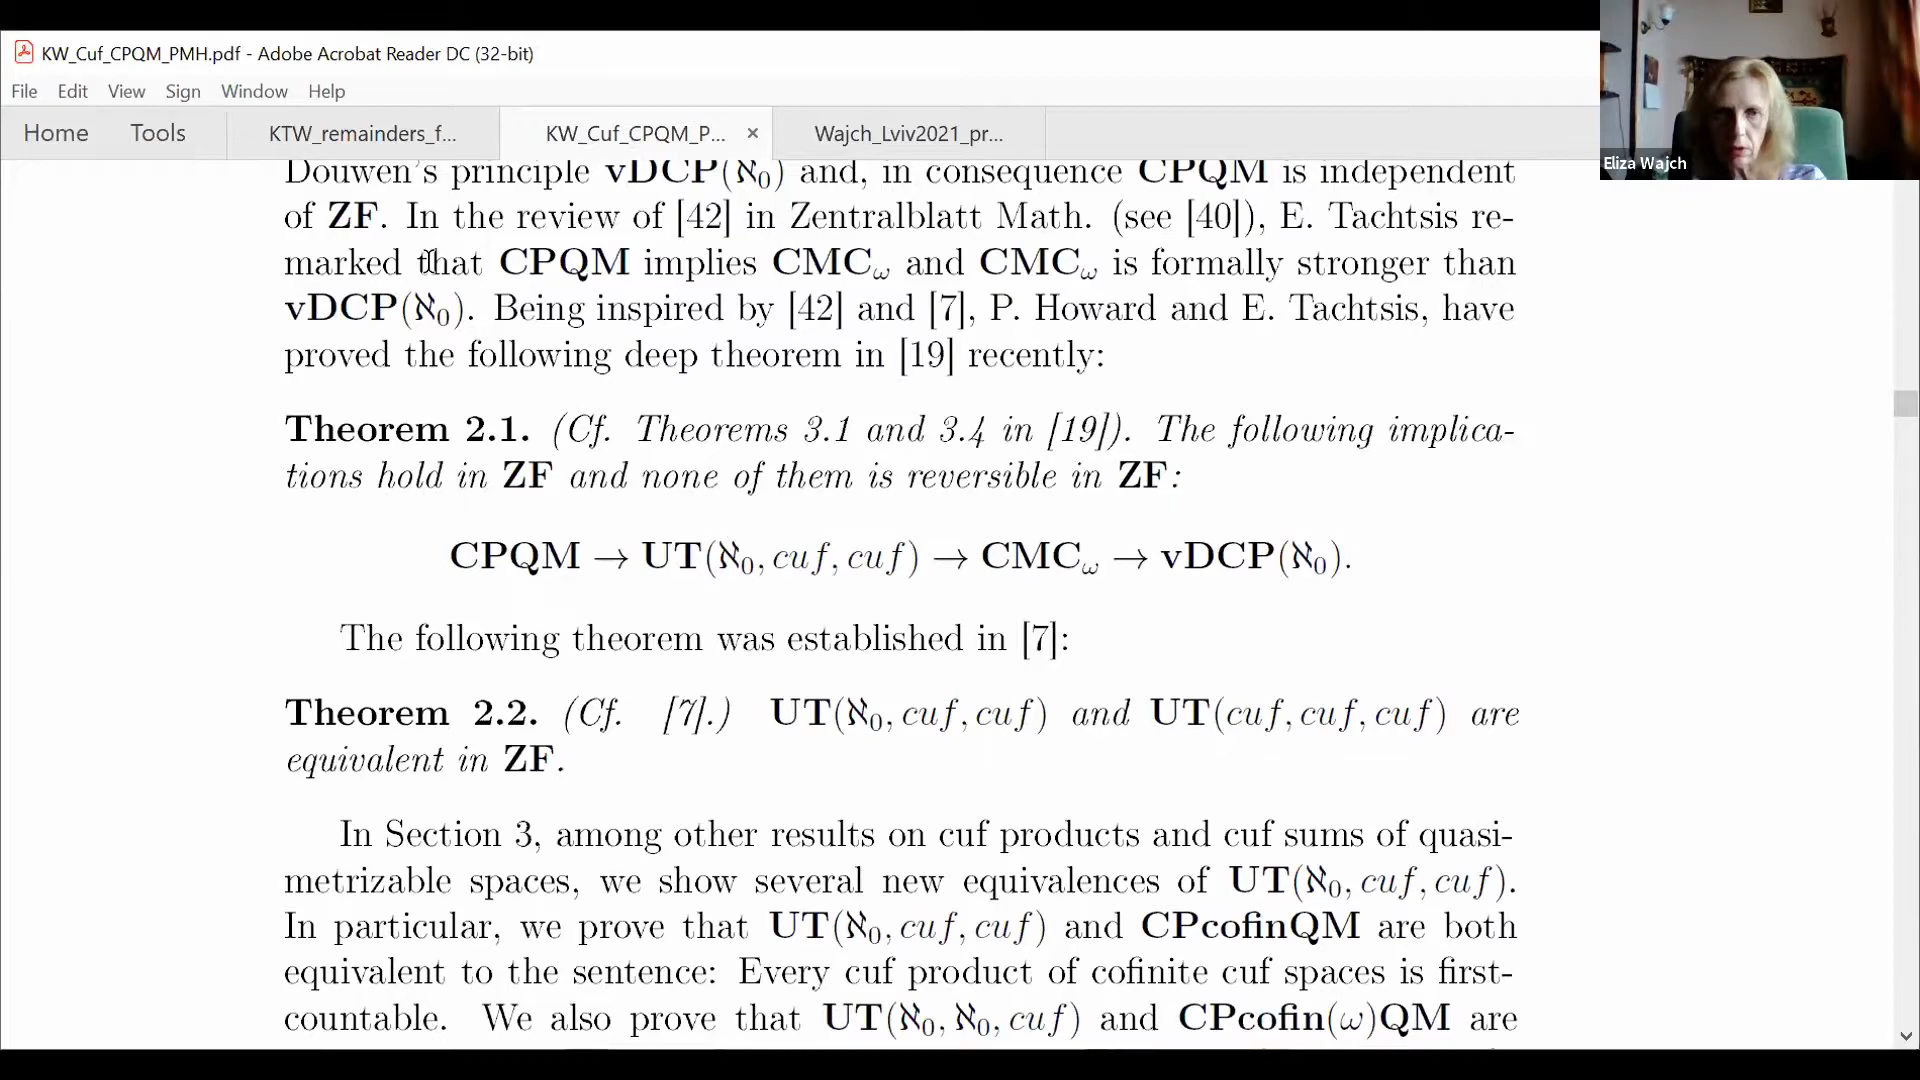 KW_Cuf_CPQM_PMH.pdf - Adobe Acrobat Reader DC (32-bit)
File Edit View Sign Window Help
Home Tools KTW_remainders_f... KW_Cuf_CPQM_P... × Wajch_Lviv2021_pr...
Eliza Wajch
Douwen's principle vDCP(ℵ₀) and, in consequence CPQM is independent
of ZF. In the review of [42] in Zentralblatt Math. (see [40]), E. Tachtsis re-
marked that CPQM implies CMC_ω and CMC_ω is formally stronger than
vDCP(ℵ₀). Being inspired by [42] and [7], P. Howard and E. Tachtsis, have
proved the following deep theorem in [19] recently:
Theorem 2.1. (Cf. Theorems 3.1 and 3.4 in [19]). The following implica-
tions hold in ZF and none of them is reversible in ZF:
CPQM → UT(ℵ₀, cuf, cuf) → CMC_ω → vDCP(ℵ₀).
The following theorem was established in [7]:
Theorem 2.2. (Cf. [7].) UT(ℵ₀, cuf, cuf) and UT(cuf, cuf, cuf) are
equivalent in ZF.
In Section 3, among other results on cuf products and cuf sums of quasi-
metrizable spaces, we show several new equivalences of UT(ℵ₀, cuf, cuf).
In particular, we prove that UT(ℵ₀, cuf, cuf) and CPcofinQM are both
equivalent to the sentence: Every cuf product of cofinite cuf spaces is first-
countable. We also prove that UT(ℵ₀, ℵ₀, cuf) and CPcofin(ω)QM are